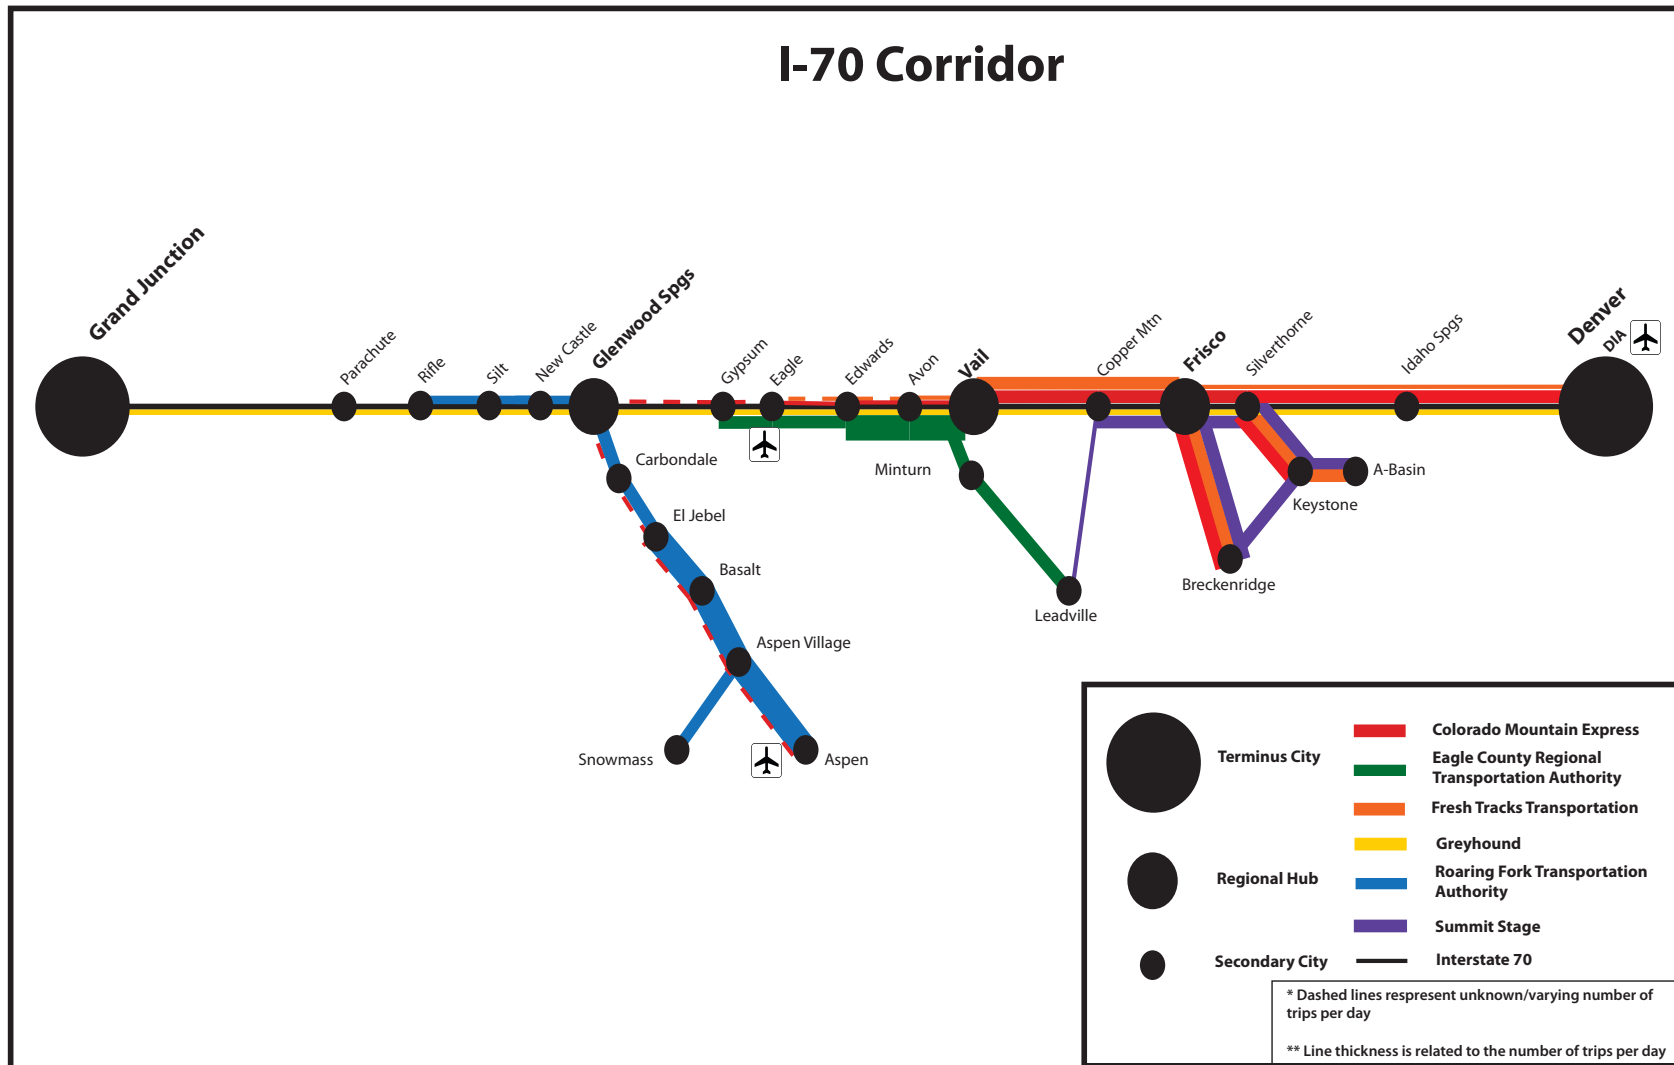 I-70 Corridor
Grand Junction
Parachute
Rifle
Silt
New Castle
Glenwood Spgs
Gypsum
Eagle
Edwards
Avon
Vail
Copper Mtn
Frisco
Silverthorne
Idaho Spgs
Denver
DIA
Carbondale
El Jebel
Basalt
Aspen Village
Snowmass
Aspen
Minturn
Leadville
Breckenridge
Keystone
A-Basin
Terminus City
Regional Hub
Secondary City
Colorado Mountain Express
Eagle County Regional
Transportation Authority
Fresh Tracks Transportation
Greyhound
Roaring Fork Transportation
Authority
Summit Stage
Interstate 70
* Dashed lines respresent unknown/varying number of
trips per day
** Line thickness is related to the number of trips per day